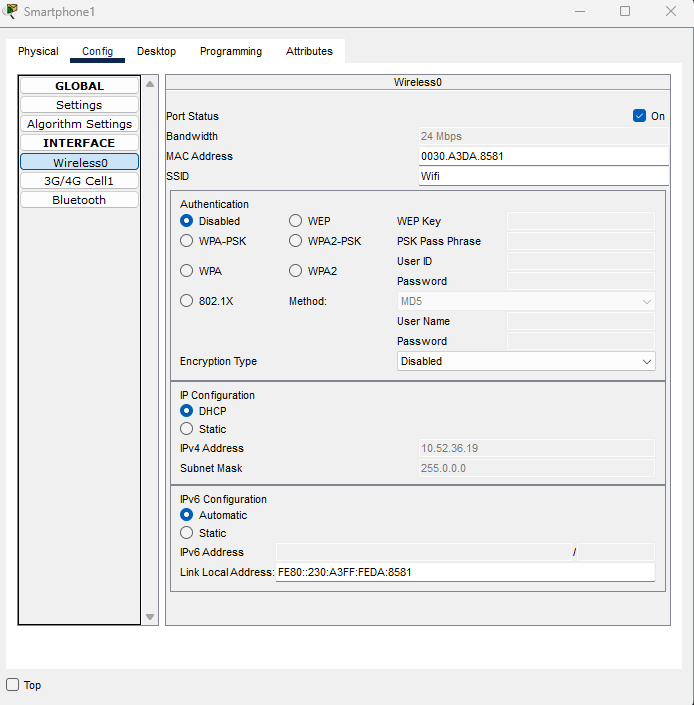 Smartphone1
Physical Config Desktop Programming Attributes
GLOBAL
Settings
Algorithm Settings
INTERFACE
Wireless0
3G/4G Cell1
Bluetooth
Wireless0
Port Status On
Bandwidth 24 Mbps
MAC Address 0030.A3DA.8581
SSID Wifi
Authentication
Disabled WEP WEP Key
WPA-PSK WPA2-PSK PSK Pass Phrase
User ID
WPA WPA2
Password
802.1X Method: MD5
User Name
Password
Encryption Type Disabled
IP Configuration
DHCP
Static
IPv4 Address 10.52.36.19
Subnet Mask 255.0.0.0
IPv6 Configuration
Automatic
Static
IPv6 Address /
Link Local Address: FE80::230:A3FF:FEDA:8581
Top